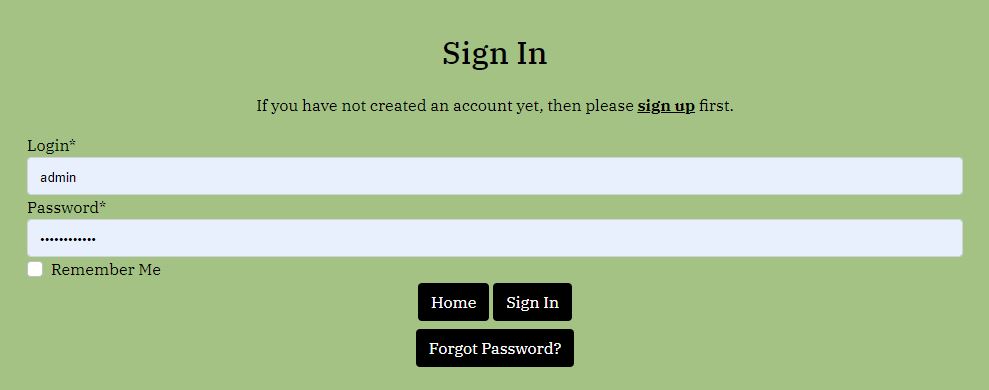 Sign In
If you have not created an account yet, then please sign up first.
Login*
admin
Password*
••••••••••••
Remember Me
Home Sign In
Forgot Password?